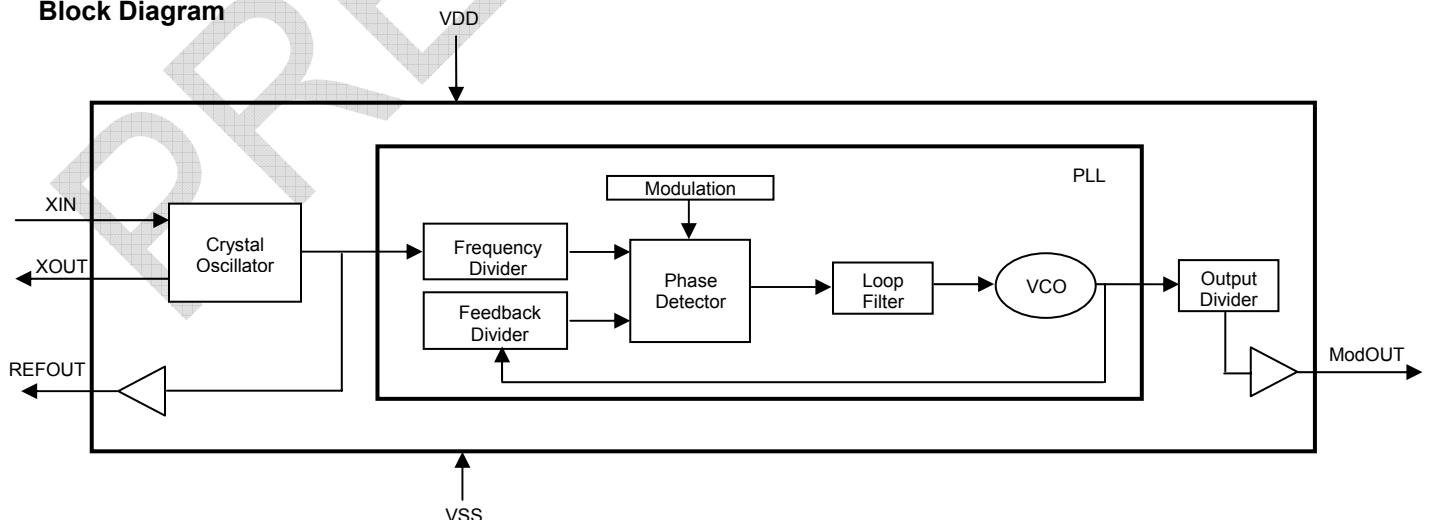 Block Diagram
VDD
PRE
PLL
Modulation
XIN
Crystal
Oscillator
Frequency
Divider
XOUT
Phase
Detector
Loop
Filter
VCO
Output
Divider
Feedback
Divider
REFOUT
ModOUT
VSS